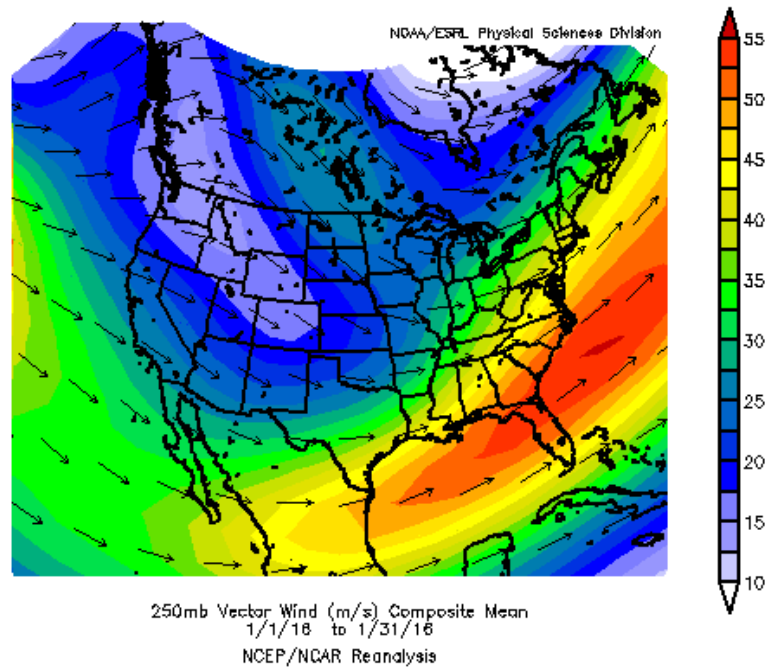 NOAA/ESRL Physical Sciences Division
55
50
45
40
35
30
25
20
15
10
250mb Vector Wind (m/s) Composite Mean
1/1/16 to 1/31/16
NCEP/NCAR Reanalysis